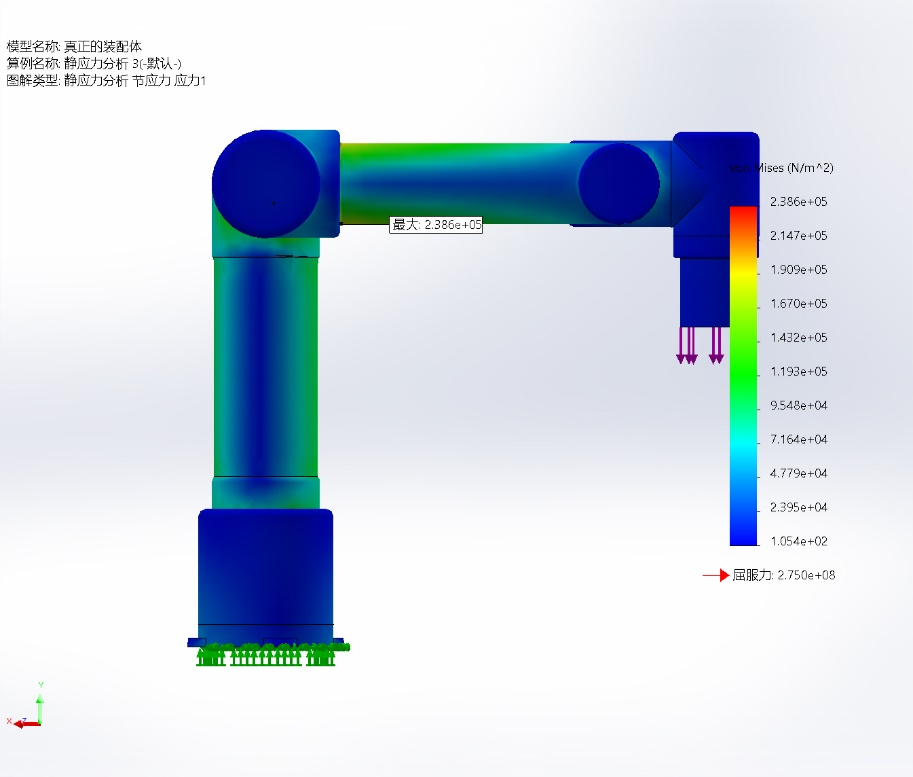 模型名称: 真正的装配体
算例名称: 静应力分析 3(-默认-)
图解类型: 静应力分析 节应力 应力1
von Mises (N/m^2)
2.386e+05
2.147e+05
1.909e+05
1.670e+05
1.432e+05
1.193e+05
9.548e+04
7.164e+04
4.779e+04
2.395e+04
1.054e+02
最大: 2.386e+05
屈服力: 2.750e+08
Y
X
Z